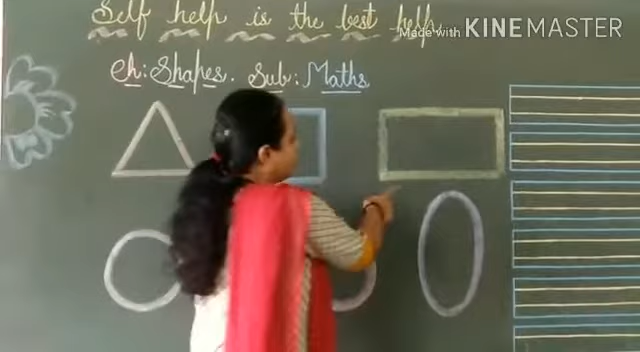 Self help is the best help.
Made with KINEMASTER
Ch: Shapes. Sub: Maths